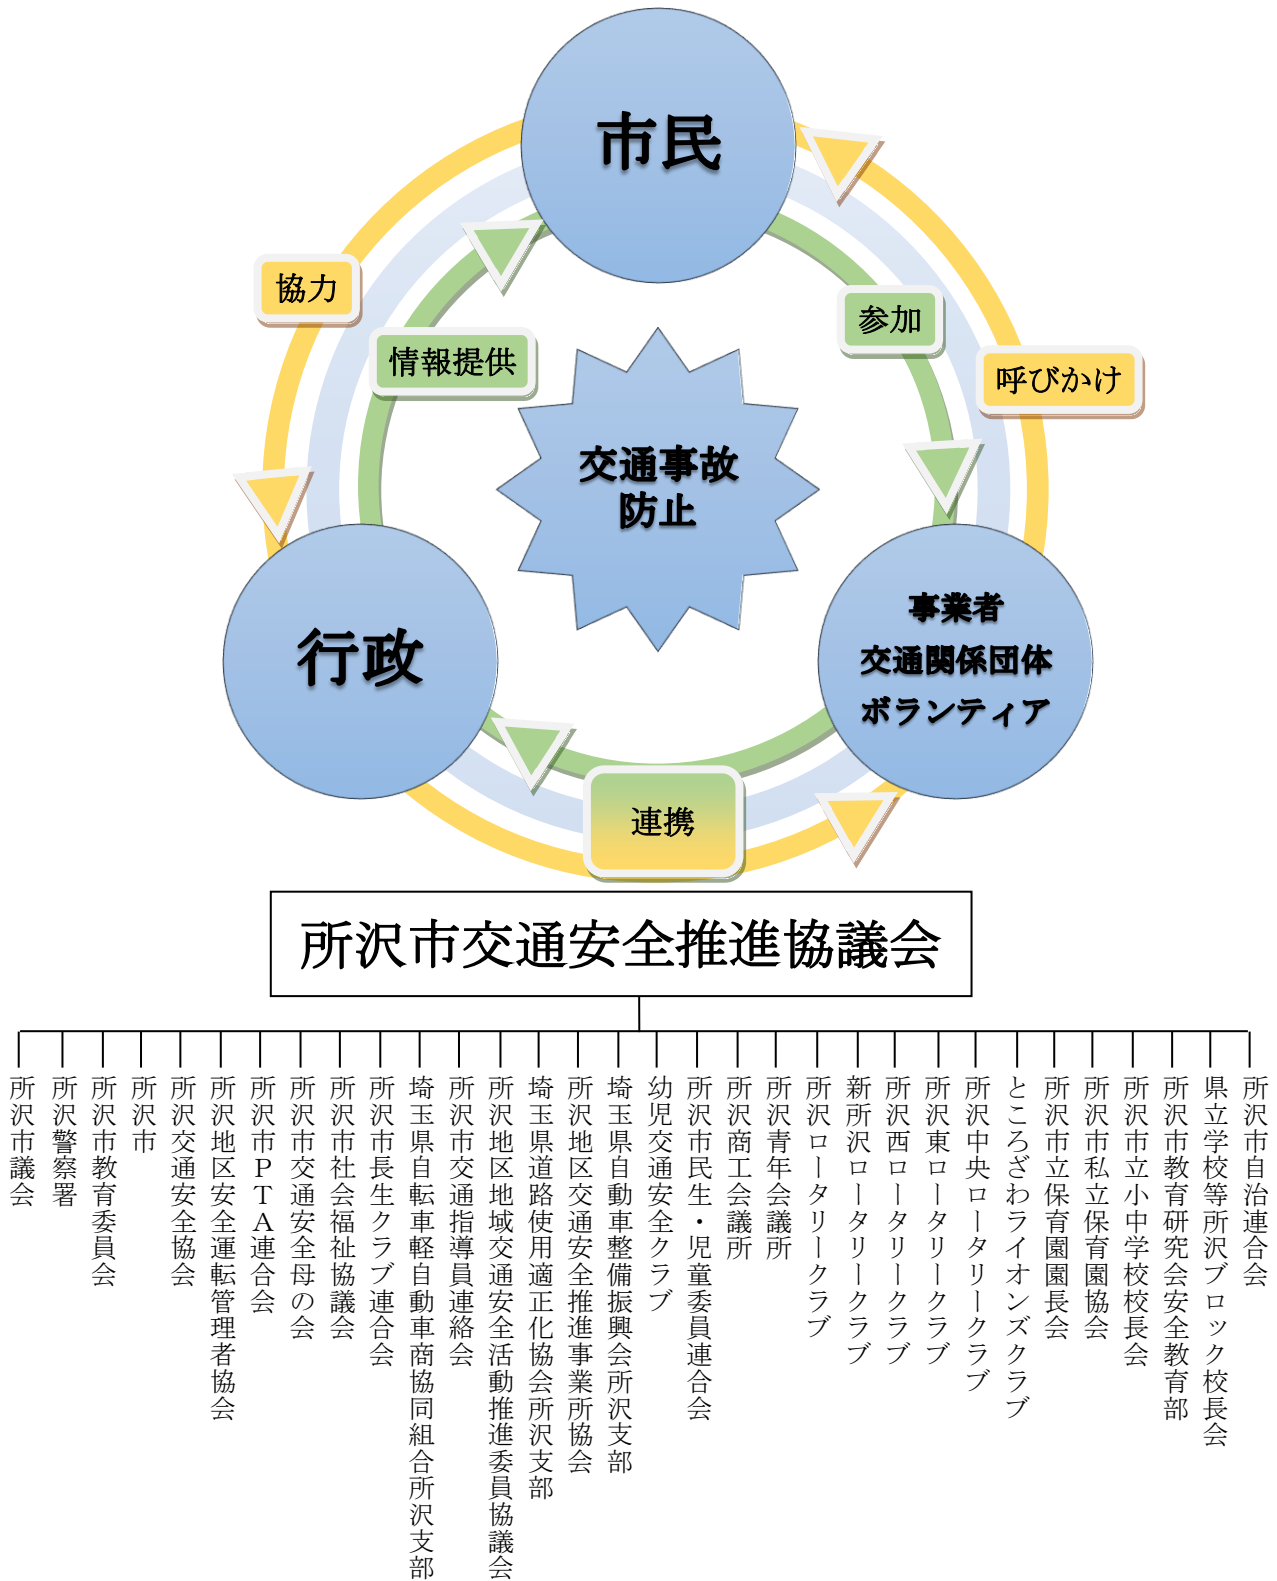 市民
協力
情報提供
参加
呼びかけ
交通事故
防止
行政
事業者
交通関係団体
ボランティア
連携
所沢市交通安全推進協議会
所沢市議会
所沢警察署
所沢市教育委員会
所沢市
所沢交通安全協会
所沢地区安全運転管理者協会
所沢市ＰＴＡ連合会
所沢市交通安全母の会
所沢市社会福祉協議会
所沢市長生クラブ連合会
埼玉県自転車軽自動車商協同組合所沢支部
所沢市交通指導員連絡会
所沢地区地域交通安全活動推進委員協議会
埼玉県道路使用適正化協会所沢支部
所沢地区交通安全推進事業所協会
埼玉県自動車整備振興会所沢支部
幼児交通安全クラブ
所沢市民生・児童委員連合会
所沢商工会議所
所沢青年会議所
所沢ロータリークラブ
新所沢ロータリークラブ
所沢西ロータリークラブ
所沢東ロータリークラブ
所沢中央ロータリークラブ
ところざわライオンズクラブ
所沢市立保育園園長会
所沢市私立保育園協会
所沢市立小中学校校長会
所沢市教育研究会安全教育部
県立学校等所沢ブロック校長会
所沢市自治連合会